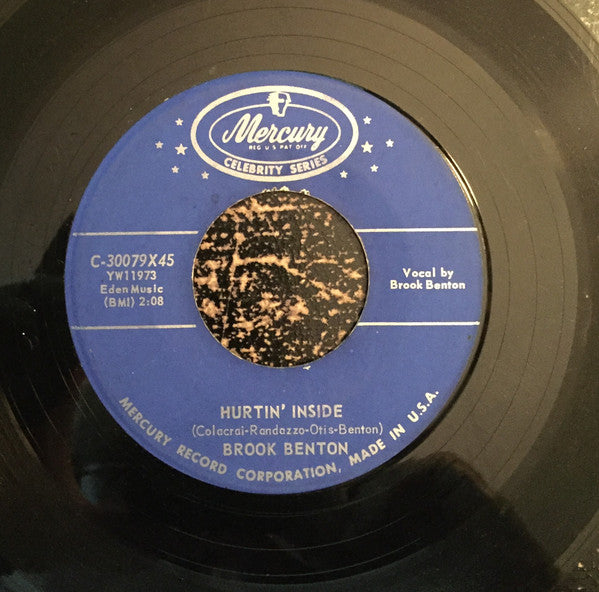 Mercury
REG U S PAT OFF
CELEBRITY SERIES
C-30079X45
YW11973
Eden Music
(BMI) 2:08
Vocal by
Brook Benton
HURTIN' INSIDE
(Colacrai-Randazzo-Otis-Benton)
BROOK BENTON
MERCURY RECORD CORPORATION, MADE IN U.S.A.